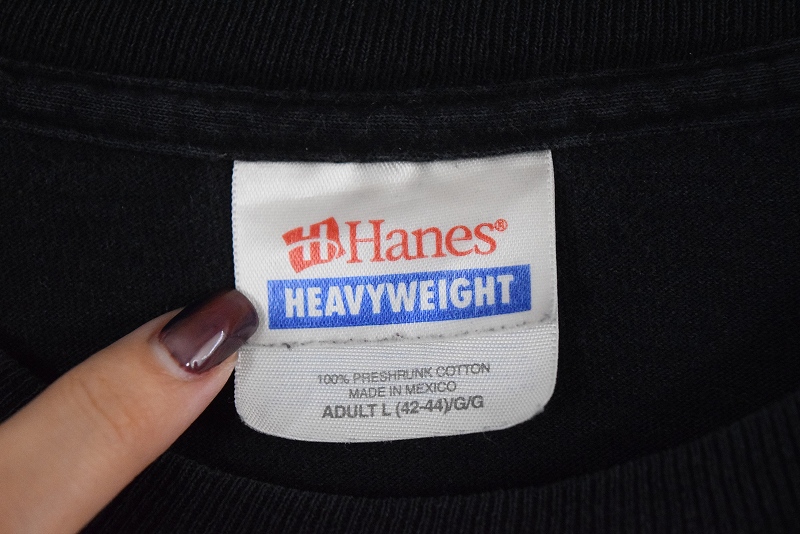 Hanes®
HEAVYWEIGHT
100% PRESHRUNK COTTON
MADE IN MEXICO
ADULT L (42-44)/G/G